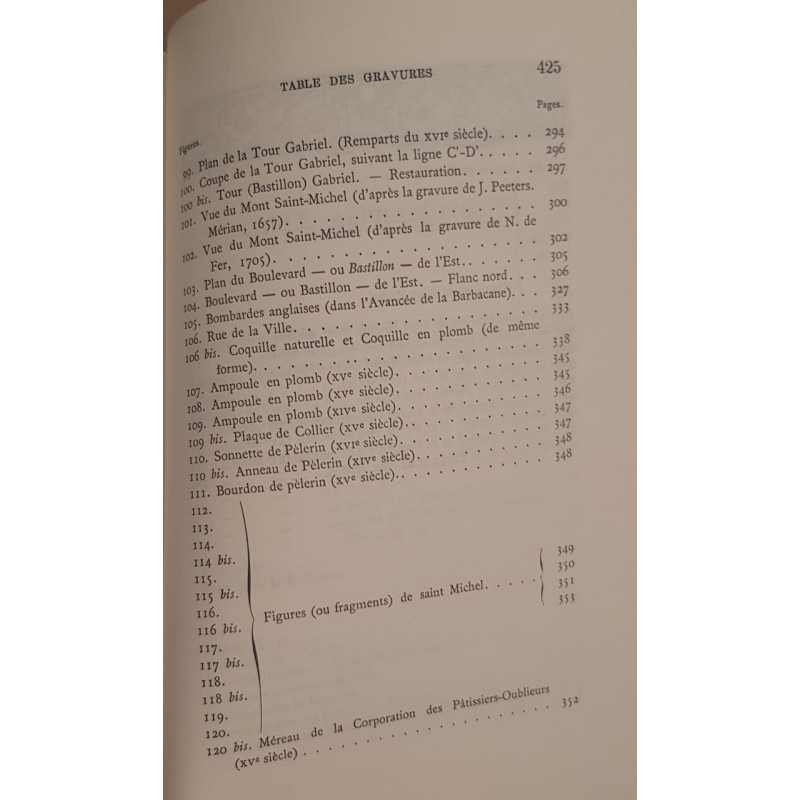 TABLE DES GRAVURES 425
Figures. Pages.
99. Plan de la Tour Gabriel. (Remparts du XVIe siècle). . . . 294
100. Coupe de la Tour Gabriel, suivant la ligne C'-D'. . . . . 296
100 bis. Tour (Bastillon) Gabriel. — Restauration. . . . . . 297
101. Vue du Mont Saint-Michel (d'après la gravure de J. Peeters.
Mérian, 1657). . . . . . . . . . . . . . . . . . 300
102. Vue du Mont Saint-Michel (d'après la gravure de N. de
Fer, 1705). . . . . . . . . . . . . . . . . . . 302
103. Plan du Boulevard — ou Bastillon — de l'Est. . . . . . 305
104. Boulevard — ou Bastillon — de l'Est. — Flanc nord. . . 306
105. Bombardes anglaises (dans l'Avancée de la Barbacane). . . 327
106. Rue de la Ville. . . . . . . . . . . . . . . . . 333
106 bis. Coquille naturelle et Coquille en plomb (de même
forme). . . . . . . . . . . . . . . . . . . . 338
107. Ampoule en plomb (XVe siècle). . . . . . . . . . . 345
108. Ampoule en plomb (XVe siècle). . . . . . . . . . . 345
109. Ampoule en plomb (XIVe siècle). . . . . . . . . . . 346
109 bis. Plaque de Collier (XVe siècle). . . . . . . . . . 347
110. Sonnette de Pèlerin (XVIe siècle). . . . . . . . . . 347
110 bis. Anneau de Pèlerin (XIVe siècle). . . . . . . . . 348
111. Bourdon de pèlerin (XVe siècle). . . . . . . . . . . 348
112.
113.
114.
114 bis.
115.
115 bis.
116.
116 bis.
117.
117 bis.
118.
118 bis.
119.
120.
Figures (ou fragments) de saint Michel. . . . .
349
350
351
353
120 bis. Méreau de la Corporation des Pâtissiers-Oublieurs
(XVe siècle) . . . . . . . . . . . . . . . . . 352